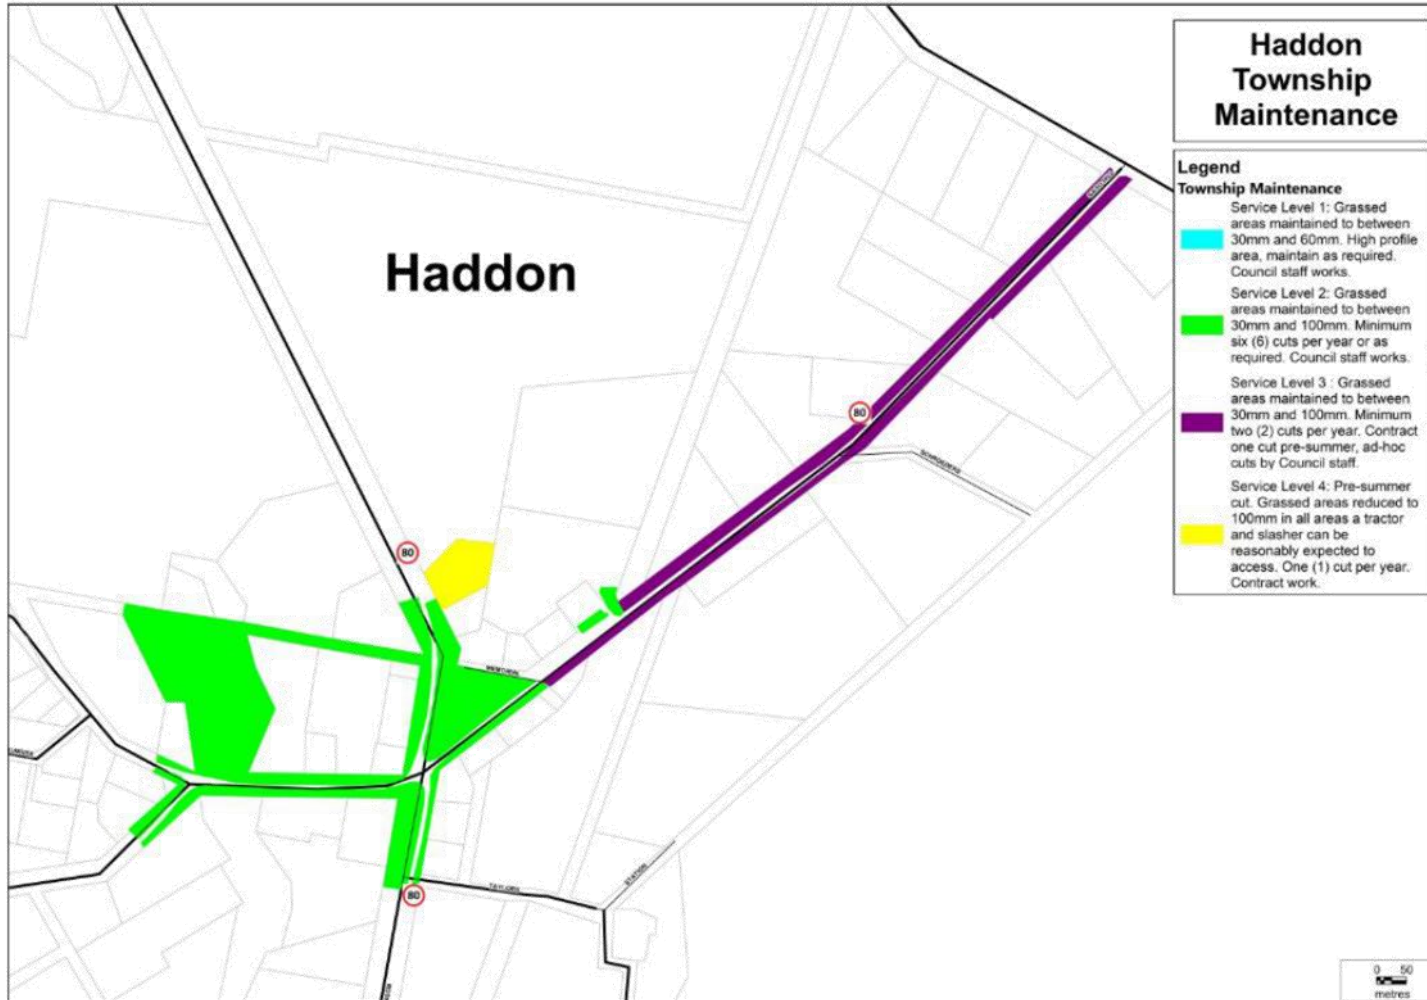 Haddon
Township
Maintenance
Legend
Township Maintenance
Service Level 1: Grassed
areas maintained to between
30mm and 60mm. High profile
area, maintain as required.
Council staff works.
Service Level 2: Grassed
areas maintained to between
30mm and 100mm. Minimum
six (6) cuts per year or as
required. Council staff works.
Service Level 3 : Grassed
areas maintained to between
30mm and 100mm. Minimum
two (2) cuts per year. Contract
one cut pre-summer, ad-hoc
cuts by Council staff.
Service Level 4: Pre-summer
cut. Grassed areas reduced to
100mm in all areas a tractor
and slasher can be
reasonably expected to
access. One (1) cut per year.
Contract work.
Haddon
80
SCHROEDERS
80
TAYLORS
STATION
80
0 50
metres